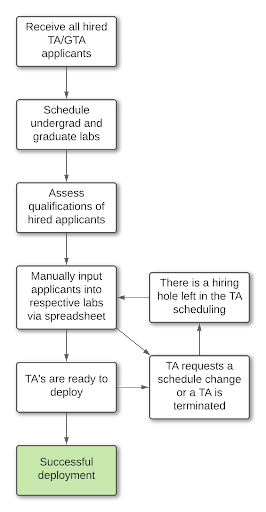 Receive all hired
TA/GTA
applicants
Schedule
undergrad and
graduate labs
Assess
qualifications of
hired applicants
Manually input
applicants into
respective labs
via spreadsheet
There is a hiring
hole left in the TA
scheduling
TA's are ready to
deploy
TA requests a
schedule change
or a TA is
terminated
Successful
deployment